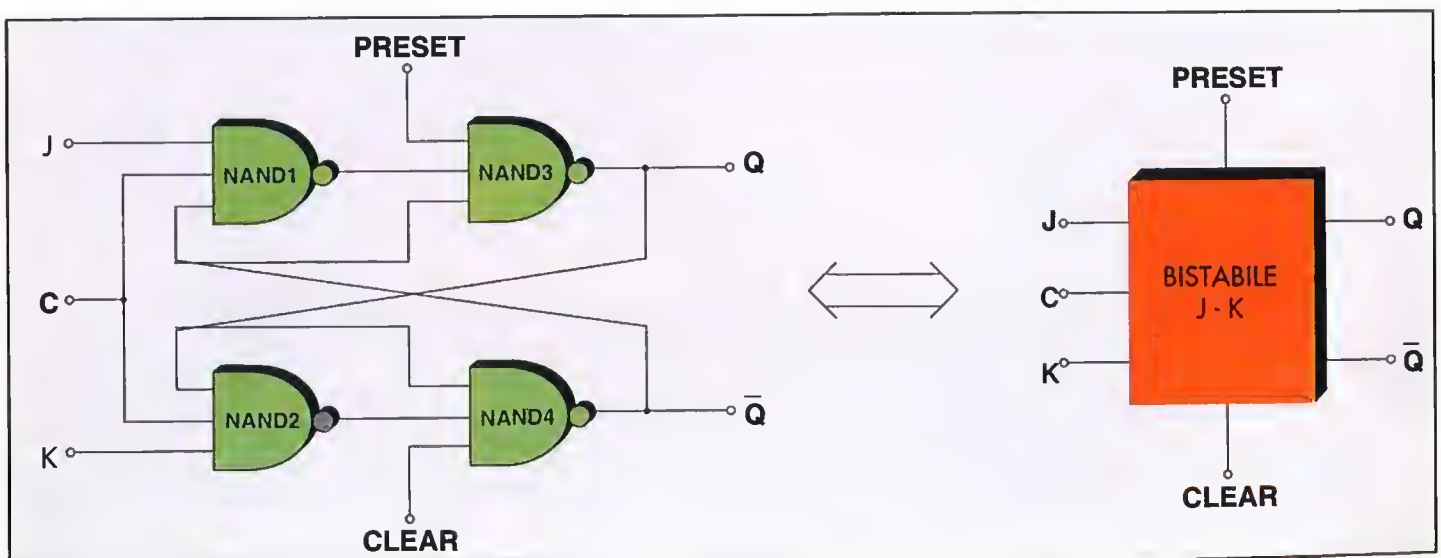 PRESET
J
NAND1
NAND3
Q
C
NAND2
NAND4
Q̅
K
CLEAR
PRESET
J
Q
C
BISTABILE
J - K
K
Q̅
CLEAR